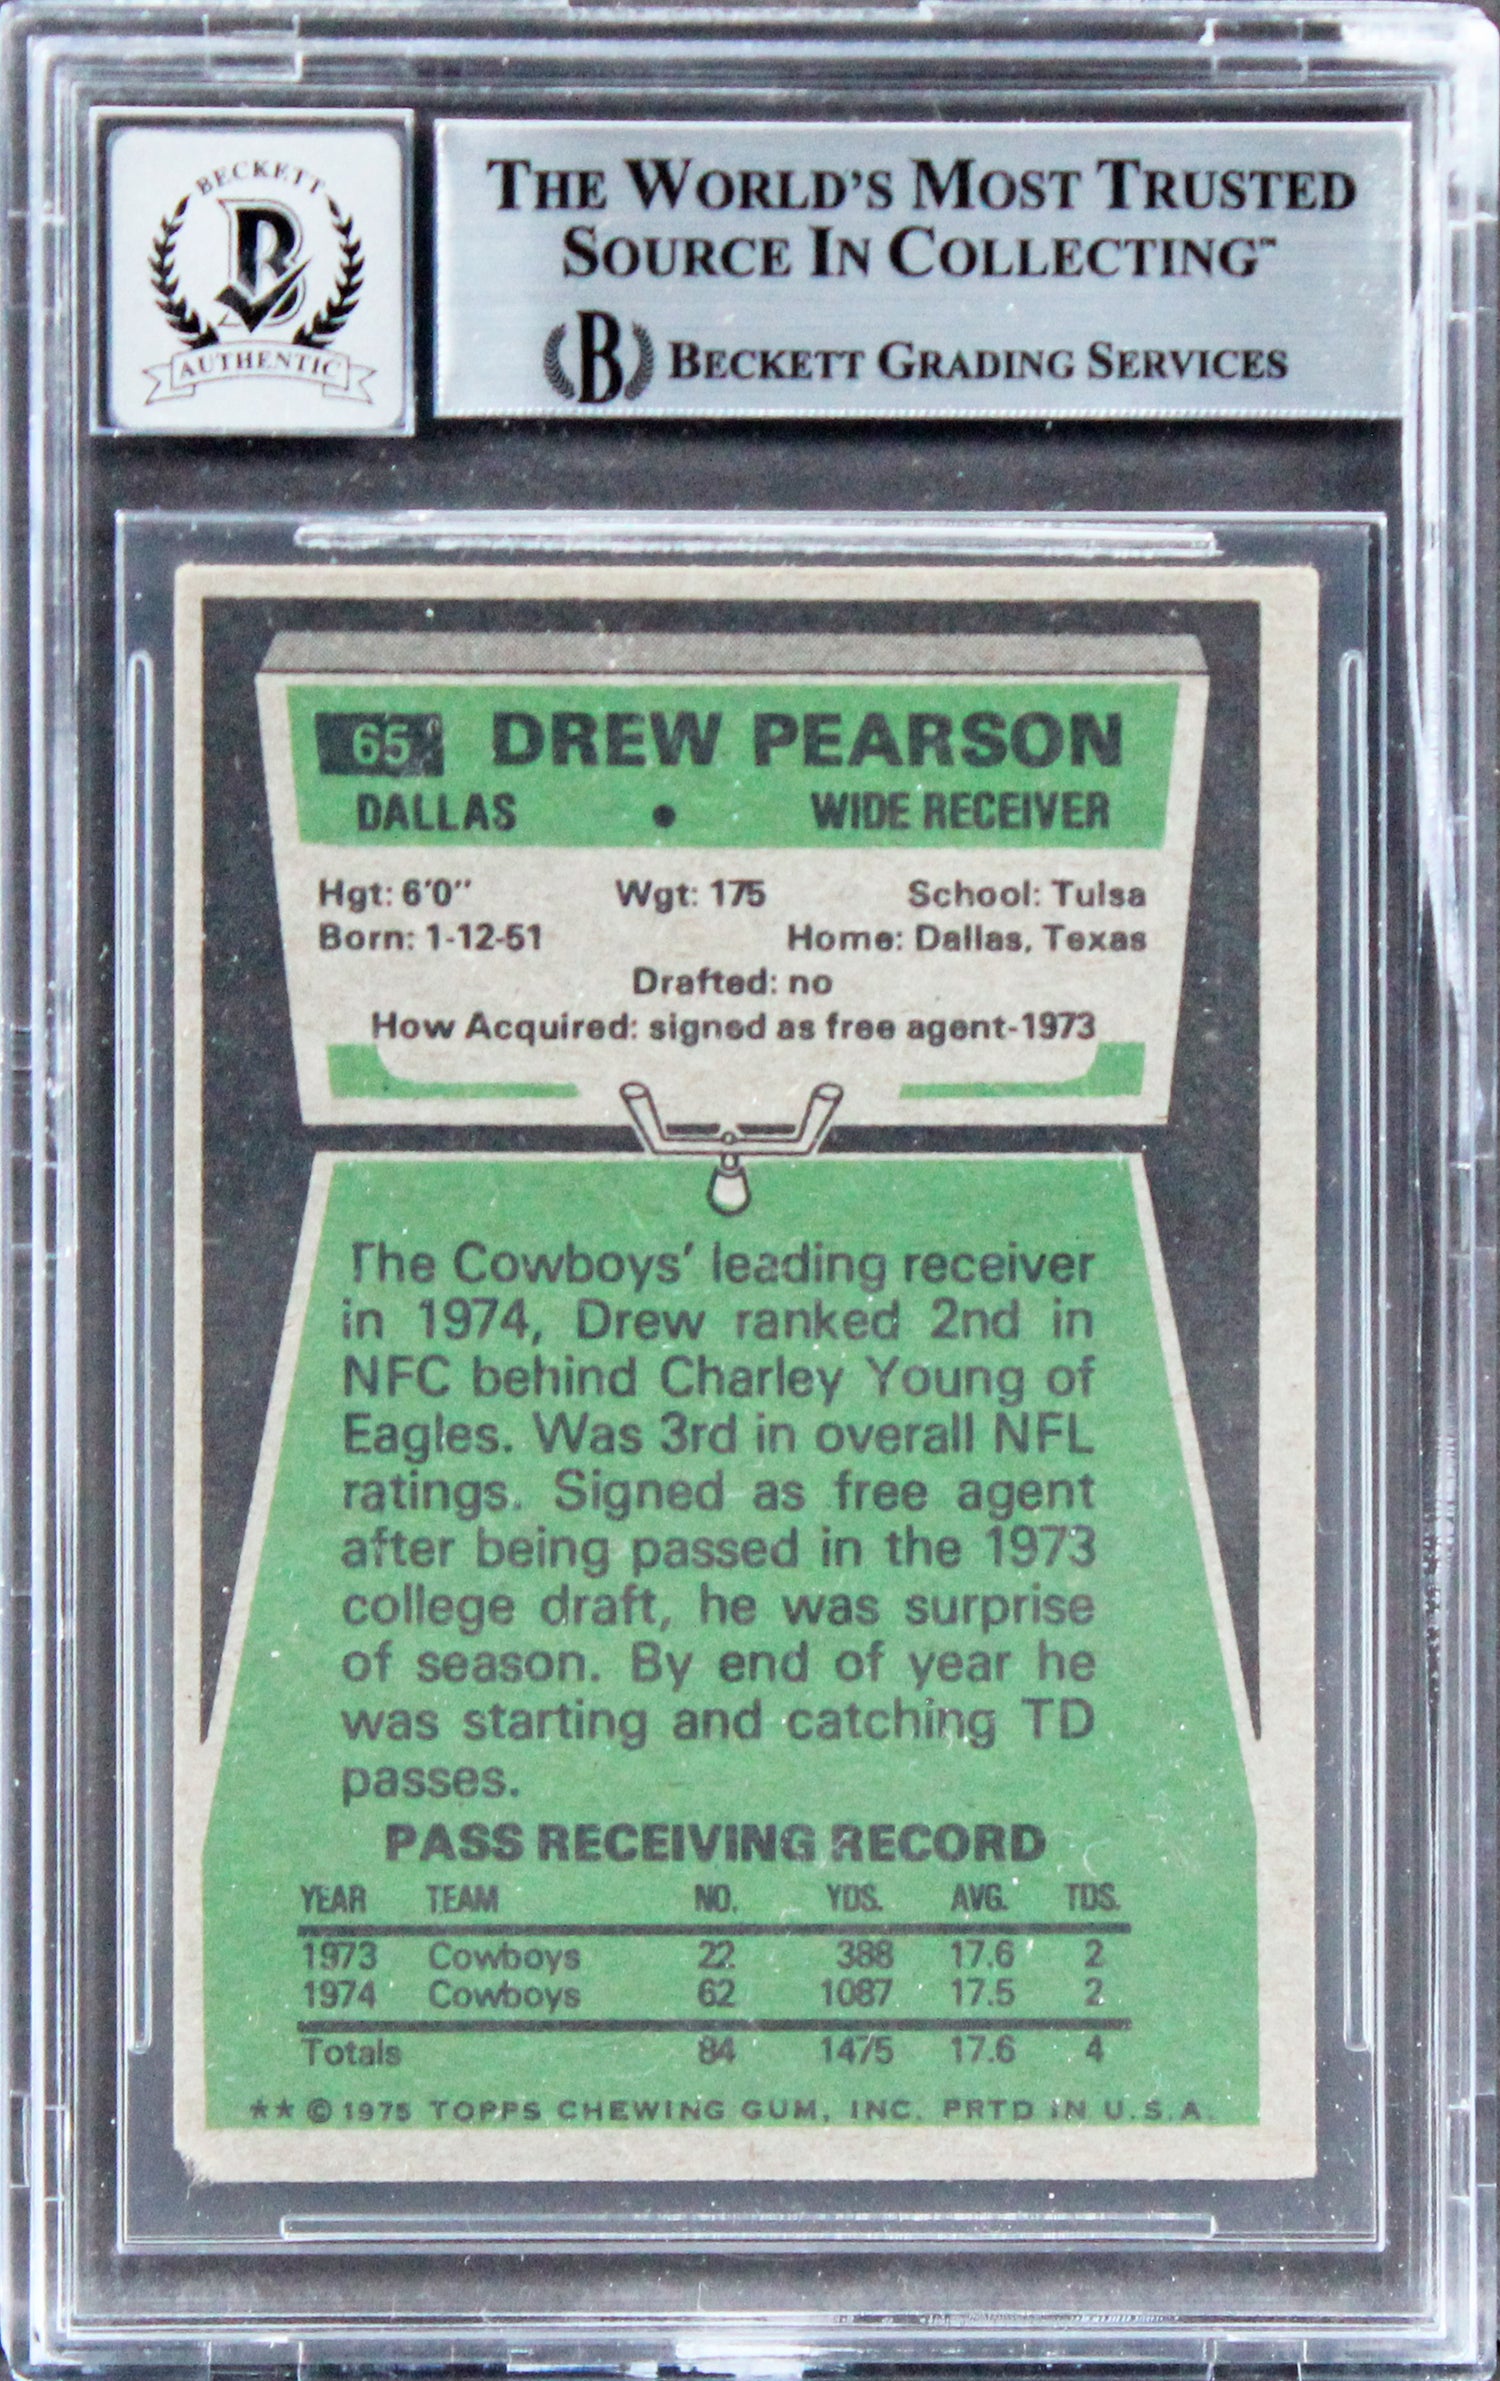 BECKETT
B
AUTHENTIC
THE WORLD'S MOST TRUSTED
SOURCE IN COLLECTING™
B BECKETT GRADING SERVICES
65 DREW PEARSON
DALLAS • WIDE RECEIVER
Hgt: 6'0" Wgt: 175 School: Tulsa
Born: 1-12-51 Home: Dallas, Texas
Drafted: no
How Acquired: signed as free agent-1973
The Cowboys' leading receiver
in 1974, Drew ranked 2nd in
NFC behind Charley Young of
Eagles. Was 3rd in overall NFL
ratings. Signed as free agent
after being passed in the 1973
college draft, he was surprise
of season. By end of year he
was starting and catching TD
passes.
PASS RECEIVING RECORD
YEAR TEAM NO. YDS. AVG. TDS.
1973 Cowboys 22 388 17.6 2
1974 Cowboys 62 1087 17.5 2
Totals 84 1475 17.6 4
** © 1975 TOPPS CHEWING GUM, INC. PRTD IN U.S.A.